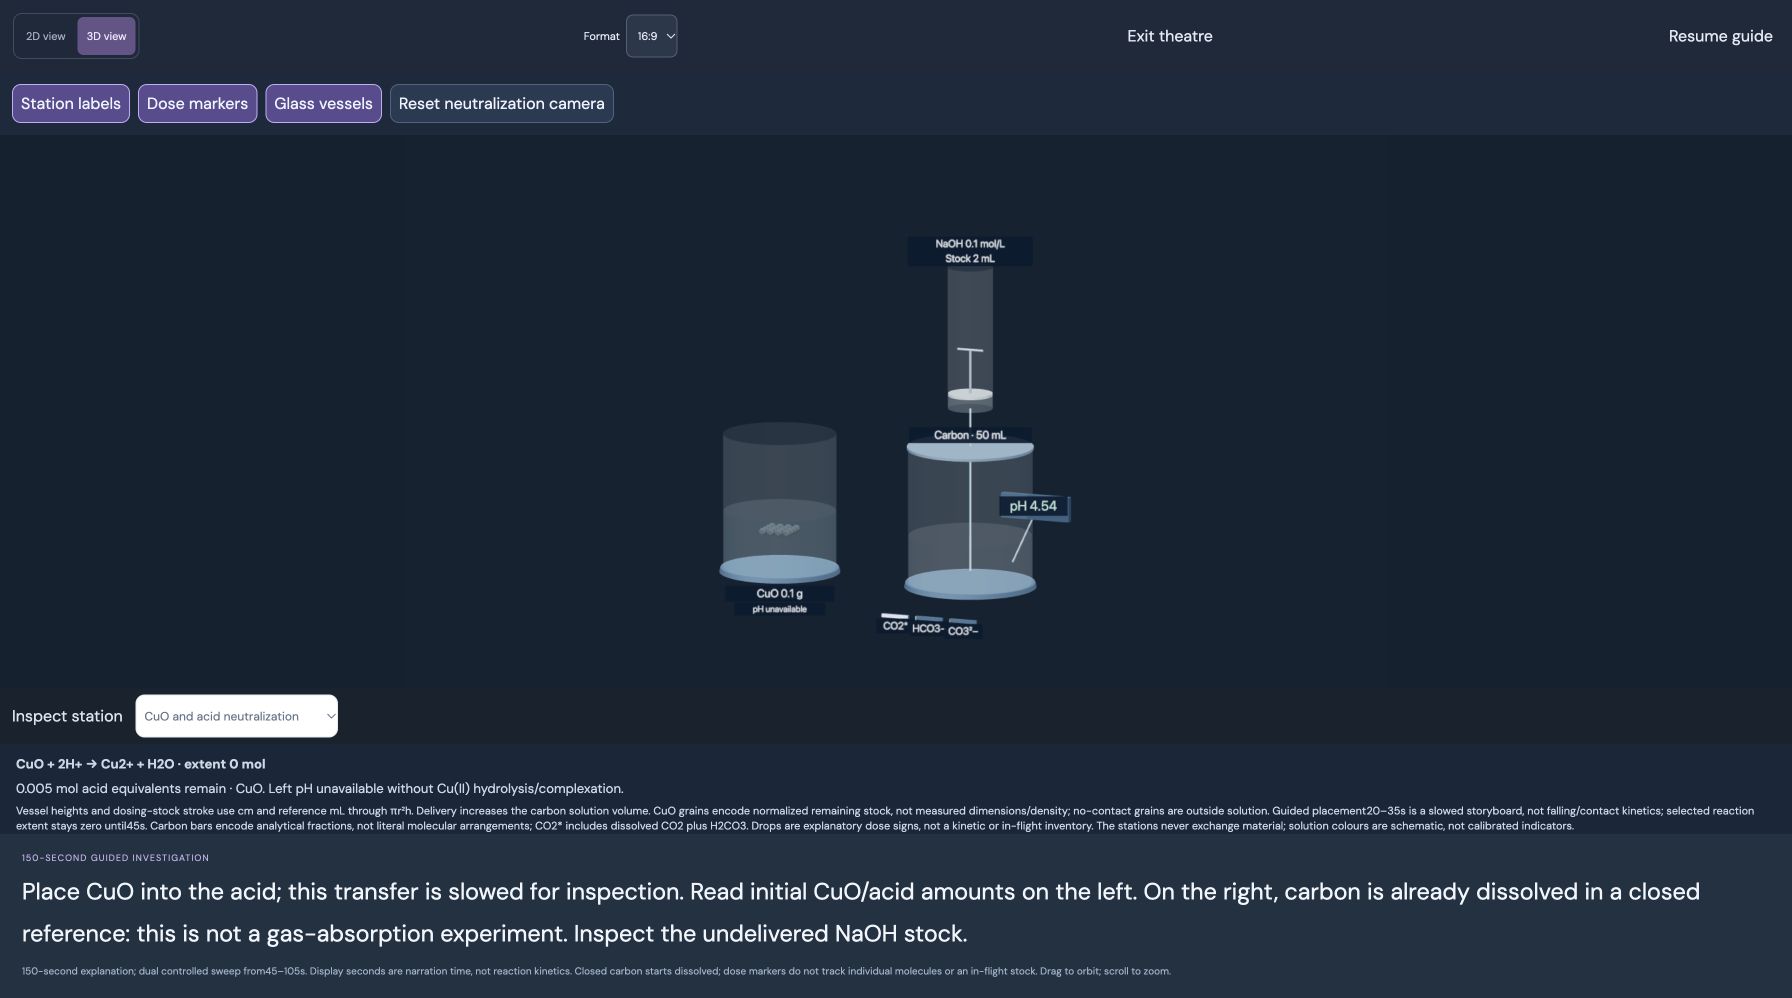 2D view
3D view
Format
16:9
Exit theatre
Resume guide
Station labels
Dose markers
Glass vessels
Reset neutralization camera
NaOH 0.1 mol/L
Stock 2 mL
Carbon · 50 mL
pH 4.54
CuO 0.1 g
pH unavailable
CO2*
HCO3-
CO3²–
Inspect station
CuO and acid neutralization
CuO + 2H+ → Cu2+ + H2O · extent 0 mol
0.005 mol acid equivalents remain · CuO. Left pH unavailable without Cu(II) hydrolysis/complexation.
Vessel heights and dosing-stock stroke use cm and reference mL through πr²h. Delivery increases the carbon solution volume. CuO grains encode normalized remaining stock, not measured dimensions/density; no-contact grains are outside solution. Guided placement20–35s is a slowed storyboard, not falling/contact kinetics; selected reaction
extent stays zero until45s. Carbon bars encode analytical fractions, not literal molecular arrangements; CO2* includes dissolved CO2 plus H2CO3. Drops are explanatory dose signs, not a kinetic or in-flight inventory. The stations never exchange material; solution colours are schematic, not calibrated indicators.
150-SECOND GUIDED INVESTIGATION
Place CuO into the acid; this transfer is slowed for inspection. Read initial CuO/acid amounts on the left. On the right, carbon is already dissolved in a closed
reference: this is not a gas-absorption experiment. Inspect the undelivered NaOH stock.
150-second explanation; dual controlled sweep from45–105s. Display seconds are narration time, not reaction kinetics. Closed carbon starts dissolved; dose markers do not track individual molecules or an in-flight stock. Drag to orbit; scroll to zoom.